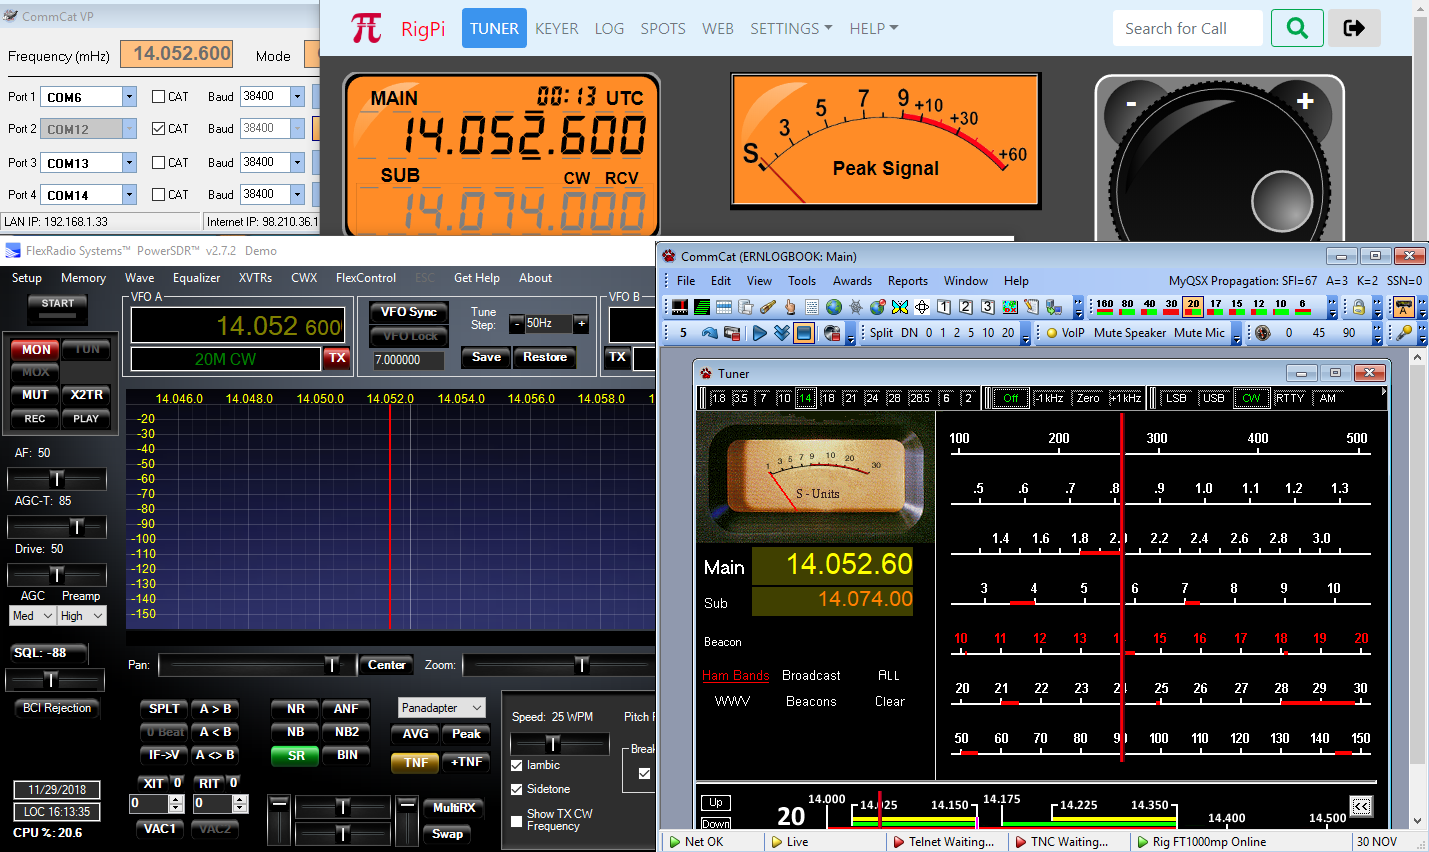 CommCat VP
Frequency (mHz) 14.052.600 Mode
Port 1 COM6 CAT Baud 38400
Port 2 COM12 CAT Baud 38400
Port 3 COM13 CAT Baud 38400
Port 4 COM14 CAT Baud 38400
LAN IP: 192.168.1.33 Internet IP: 98.210.36.1
RigPi TUNER KEYER LOG SPOTS WEB SETTINGS HELP Search for Call
MAIN 00:13 UTC
14.052.600
SUB CW RCV
14.074.000
S 3 5 7 9 +10 +30 +60
Peak Signal
- +
FlexRadio Systems™ PowerSDR™ v2.7.2 Demo
Setup Memory Wave Equalizer XVTRs CWX FlexControl ESC Get Help About
START
MON TUN
MOX
MUT X2TR
REC PLAY
VFO A
14.052 600
20M CW TX
VFO Sync
VFO Lock
7.000000
Tune
Step: - 50Hz +
Save Restore
VFO B
TX
14.046.0 14.048.0 14.050.0 14.052.0 14.054.0 14.056.0 14.058.0 1
-20
-30
-40
-50
-60
-70
-80
-90
-100
-110
-120
-130
-140
-150
AF: 50
AGC-T: 85
Drive: 50
AGC Preamp
Med High
SQL: -88
BCI Rejection
Pan: Center Zoom:
SPLT A > B
0 Beat A < B
IF->V A <> B
XIT 0 RIT 0
0 0
VAC1 VAC2
NR ANF
NB NB2
SR BIN
Panadapter
AVG Peak
TNF +TNF
MultiRX
Swap
Speed: 25 WPM Pitch F
Iambic
Sidetone
Show TX CW
Frequency
Break
11/29/2018
LOC 16:13:35
CPU %: 20.6
CommCat (ERNLOGBOOK: Main)
File Edit View Tools Awards Reports Window Help MyQSX Propagation: SFI=67 A=3 K=2 SSN=0
1 2 3 160 80 40 30 20 17 15 12 10 6 A
5 Split DN 0 1 2 5 10 20 VoIP Mute Speaker Mute Mic 0 45 90
Tuner
1.8 3.5 7 10 14 18 21 24 28 28.5 6 2 Off -1 kHz Zero +1 kHz LSB USB CW RTTY AM
1 3 5 7 9 10 20 30
S - Units
Main 14.052.60
Sub 14.074.00
Beacon
Ham Bands Broadcast ALL
WWV Beacons Clear
100 200 300 400 500
.5 .6 .7 .8 .9 1.0 1.1 1.2 1.3
1.4 1.6 1.8 2.0 2.2 2.4 2.6 2.8 3.0
3 4 5 6 7 8 9 10
10 11 12 13 14 15 16 17 18 19 20
20 21 22 23 24 25 26 27 28 29 30
50 60 70 80 90 100 110 120 130 140 150
Up
Down
20
14.000 14.025 14.150 14.175 14.225 14.350 14.400 14.500
<<
Net OK Live Telnet Waiting... TNC Waiting... Rig FT1000mp Online 30 NOV